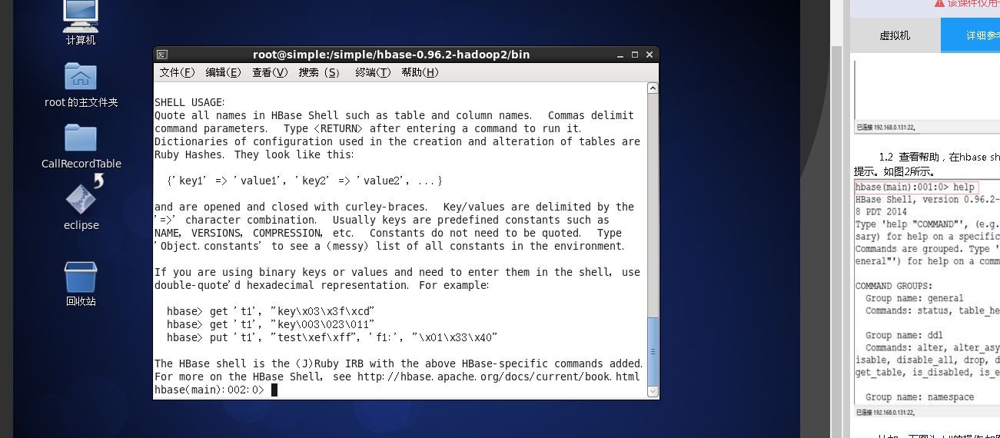 计算机
root 的主文件夹
CallRecordTable
eclipse
回收站
root@simple:/simple/hbase-0.96.2-hadoop2/bin
文件(F) 编辑(E) 查看(V) 搜索 (S) 终端(T) 帮助(H)
SHELL USAGE:
Quote all names in HBase Shell such as table and column names.  Commas delimit
command parameters.  Type <RETURN> after entering a command to run it.
Dictionaries of configuration used in the creation and alteration of tables are
Ruby Hashes. They look like this:
{'key1' => 'value1', 'key2' => 'value2', ...}
and are opened and closed with curley-braces.  Key/values are delimited by the
'=>' character combination.  Usually keys are predefined constants such as
NAME, VERSIONS, COMPRESSION, etc.  Constants do not need to be quoted.  Type
'Object.constants' to see a (messy) list of all constants in the environment.
If you are using binary keys or values and need to enter them in the shell, use
double-quote'd hexadecimal representation. For example:
hbase> get 't1', "key\x03\x3f\xcd"
hbase> get 't1', "key\003\023\011"
hbase> put 't1', "test\xef\xff", 'f1:', "\x01\x33\x40"
The HBase shell is the (J)Ruby IRB with the above HBase-specific commands added.
For more on the HBase Shell, see http://hbase.apache.org/docs/current/book.html
hbase(main):002:0>
该课件仅用
虚拟机 详细参
已连接 192.168.0.131:22。
1.2 查看帮助，在hbase sh
提示。如图2所示。
hbase(main):001:0> help
HBase Shell, version 0.96.2-
8 PDT 2014
Type 'help "COMMAND"', (e.g.
sary) for help on a specific
Commands are grouped. Type '
eneral"') for help on a comm
COMMAND GROUPS:
Group name: general
Commands: status, table_he
Group name: ddl
Commands: alter, alter_asy
isable, disable_all, drop, d
get_table, is_disabled, is_e
Group name: namespace
已连接 192.168.0.131:22。